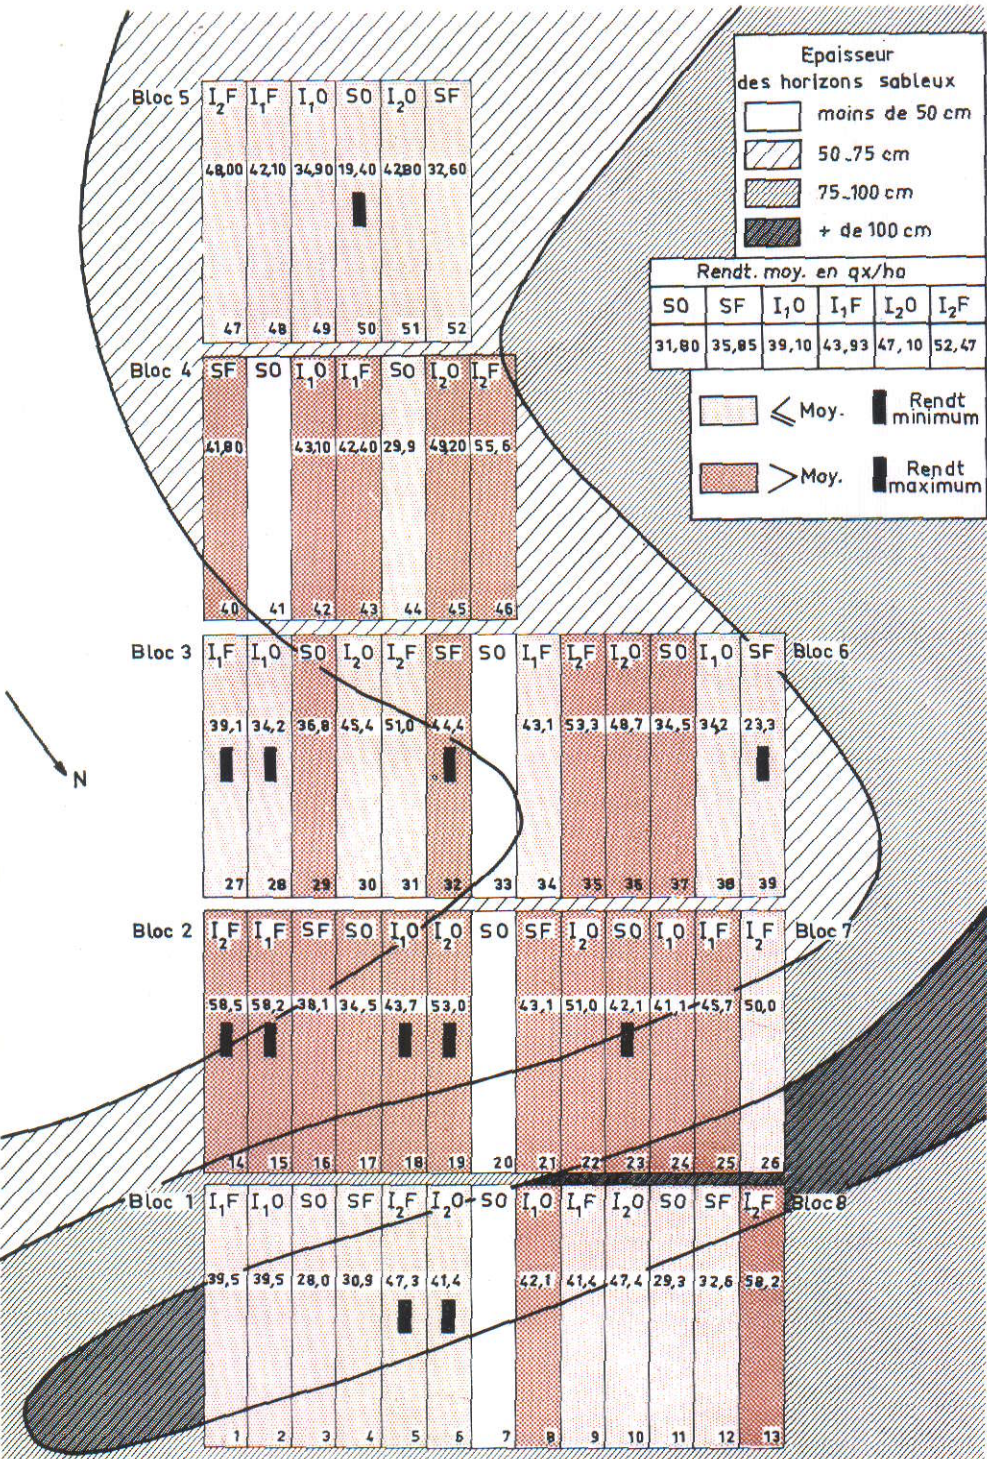 Epaisseur
des horizons sableux
moins de 50 cm
50-75 cm
75-100 cm
+ de 100 cm
Rendt. moy. en qx/ha
SO SF I₁O I₁F I₂O I₂F
31,80 35,85 39,10 43,93 47,10 52,47
⩽ Moy. Rendt minimum
> Moy. Rendt maximum
Bloc 5 I₂F I₁F I₁O SO I₂O SF
48,00 42,10 34,90 19,40 42,80 32,60
47 48 49 50 51 52
Bloc 4 SF SO I₁O I₁F SO I₂O I₂F
41,80 43,10 42,40 29,9 49,20 55,6
40 41 42 43 44 45 46
Bloc 3 I₁F I₁O SO I₂O I₂F SF SO I₁F I₂F I₂O SO I₁O SF Bloc 6
39,1 34,2 36,8 45,4 51,0 44,4 43,1 53,3 48,7 34,5 34,2 23,3
27 28 29 30 31 32 33 34 35 36 37 38 39
N
Bloc 2 I₂F I₁F SF SO I₁O I₂O SO SF I₂O SO I₁O I₁F I₂F Bloc 7
58,5 58,2 38,1 34,5 43,7 53,0 43,1 51,0 42,1 41,1 45,7 50,0
14 15 16 17 18 19 20 21 22 23 24 25 26
Bloc 1 I₁F I₁O SO SF I₂F I₂O SO I₁O I₁F I₂O SO SF I₂F Bloc 8
39,5 39,5 28,0 30,9 47,3 41,4 42,1 41,4 47,4 29,3 32,6 58,2
1 2 3 4 5 6 7 8 9 10 11 12 13